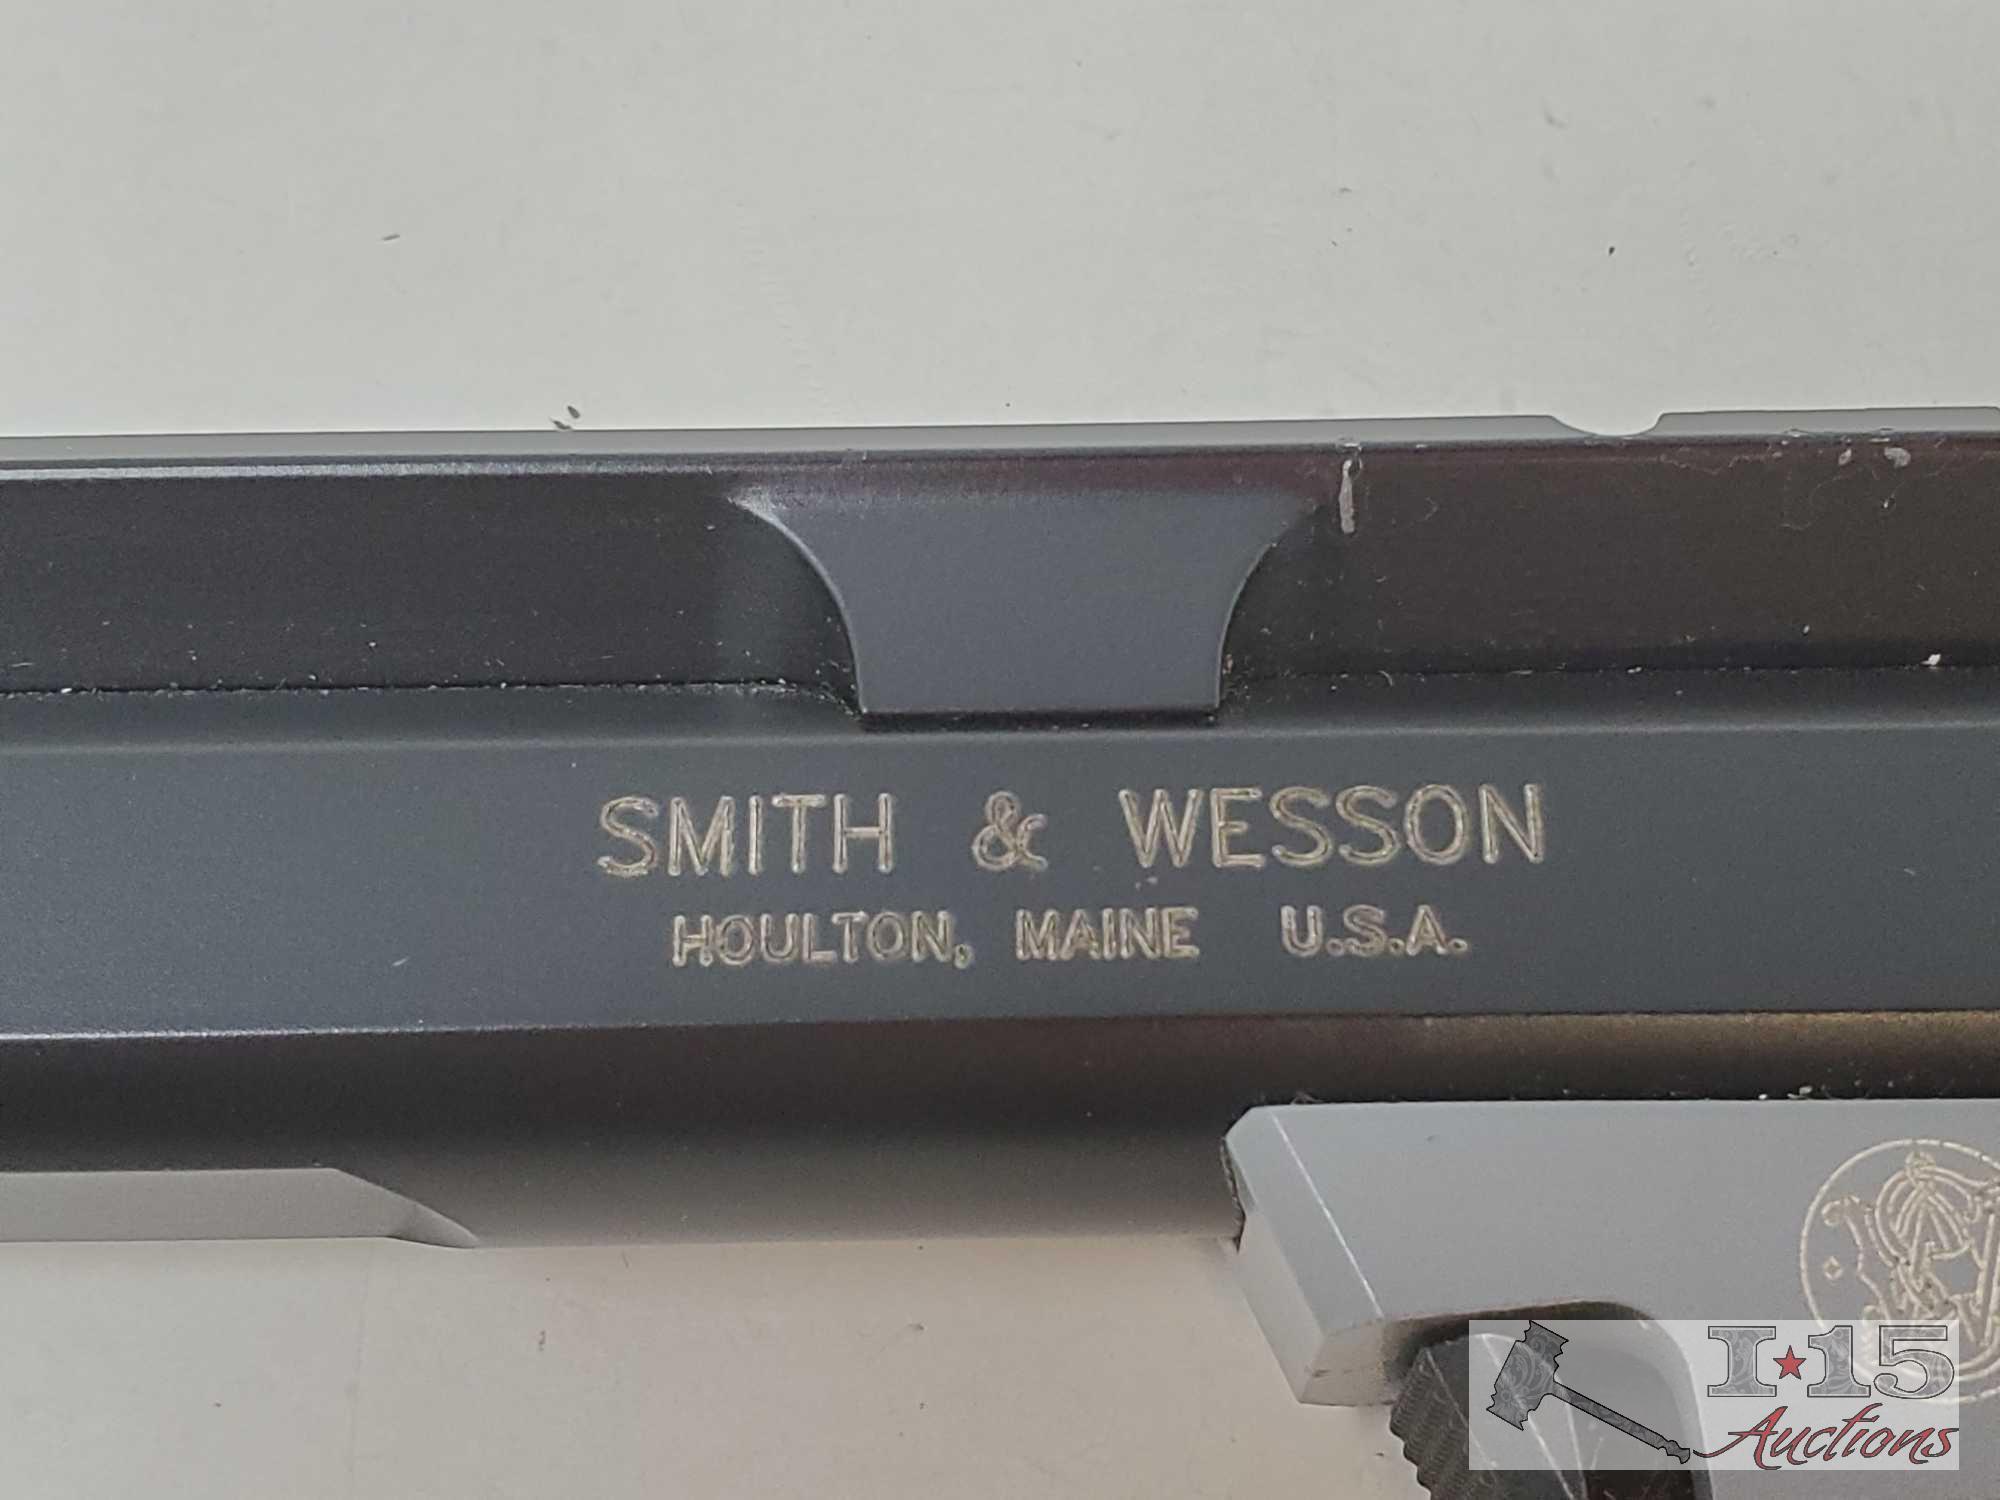 SMITH & WESSON
HOULTON, MAINE U.S.A.
I★15
Auctions